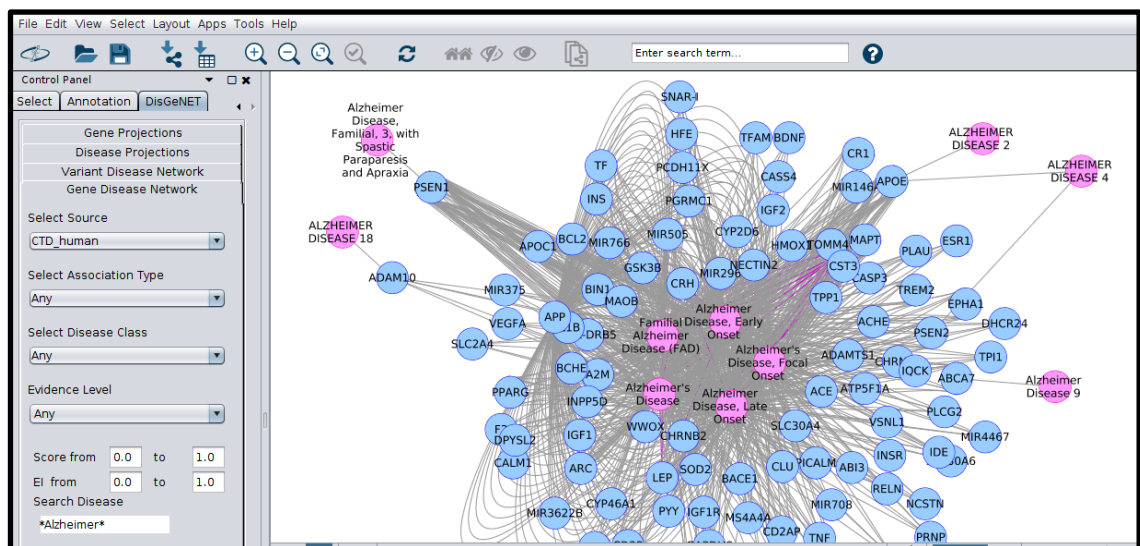 File Edit View Select Layout Apps Tools Help
Enter search term...
Control Panel
Select Annotation DisGeNET
Gene Projections
Disease Projections
Variant Disease Network
Gene Disease Network
Select Source
CTD_human
Select Association Type
Any
Select Disease Class
Any
Evidence Level
Any
Score from 0.0 to 1.0
EI from 0.0 to 1.0
Search Disease
*Alzheimer*
Alzheimer
Disease,
Familial, 3, with
Spastic
Paraparesis
and Apraxia
PSEN1
ALZHEIMER
DISEASE 18
ADAM10
SNAR-I
HFE
TFAM
BDNF
CR1
ALZHEIMER
DISEASE 2
ALZHEIMER
DISEASE 4
TF
PCDH11X
CASS4
MIR146A
APOE
INS
PGRMC1
IGF2
APOC1
BCL2
MIR766
MIR505
CYP2D6
HMOX1
TOMM4
MAPT
PLAU
ESR1
GSK3B
NECTIN2
CST3
CASP3
MIR375
BIN1
CRH
MIR296
TPP1
TREM2
MAOB
EPHA1
VEGFA
APP
1B
-DRB5
Familial
Alzheimer
Disease (FAD)
Alzheimer
Disease, Early
Onset
ACHE
PSEN2
DHCR24
SLC2A4
Alzheimer's
Disease, Focal
Onset
ADAMTS1
CHRN
IQCK
TPI1
BCHE
A2M
ABCA7
PPARG
INPP5D
Alzheimer's
Disease
Alzheimer
Disease, Late
Onset
ACE
ATP5F1A
Alzheimer
Disease 9
PLCG2
DPYSL2
IGF1
WWOX
CHRNB2
SLC30A4
VSNL1
MIR4467
CALM1
ARC
LEP
SOD2
BACE1
CLU
PICALM
ABI3
INSR
IDE
30A6
RELN
MIR3622B
CYP46A1
PYY
IGF1R
MS4A4A
MIR708
NCSTN
CD2AP
TNF
PRNP